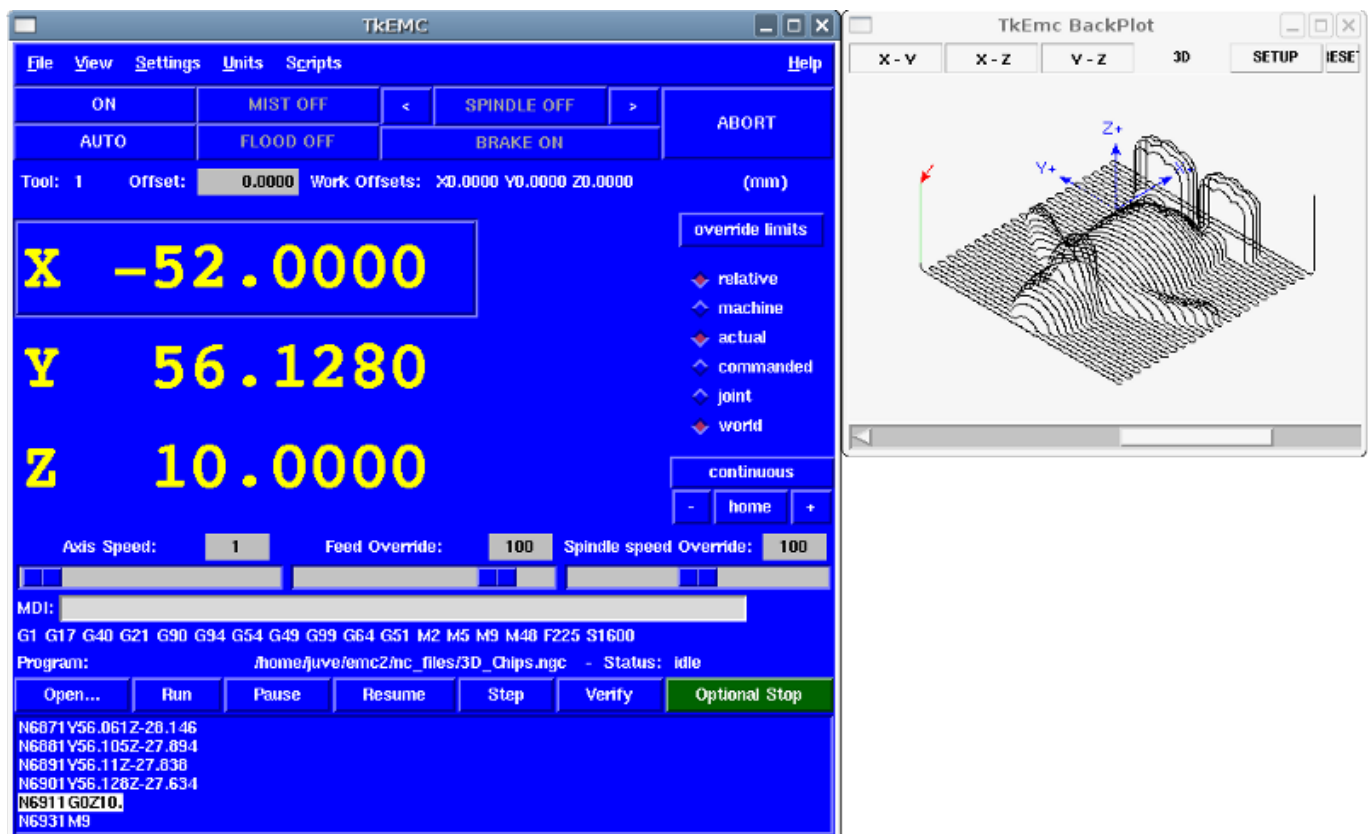 TkEMC
File View Settings Units Scripts Help
ON MIST OFF < SPINDLE OFF > ABORT
AUTO FLOOD OFF BRAKE ON
Tool: 1 Offset: 0.0000 Work Offsets: X0.0000 Y0.0000 Z0.0000 (mm)
override limits
X -52.0000
relative
machine
Y 56.1280
actual
commanded
joint
world
Z 10.0000
continuous
- home +
Axis Speed: 1 Feed Override: 100 Spindle speed Override: 100
MDI:
G1 G17 G40 G21 G90 G94 G54 G49 G99 G64 G51 M2 M5 M9 M48 F225 S1600
Program: /home/juve/emc2/nc_files/3D_Chips.ngc - Status: idle
Open... Run Pause Resume Step Verify Optional Stop
N6871Y56.061Z-28.146
N6881Y56.105Z-27.894
N6891Y56.11Z-27.838
N6901Y56.128Z-27.634
N6911G0Z10.
N6931M9
TkEmc BackPlot
X - Y X - Z Y - Z 3D SETUP
Z+
Y+